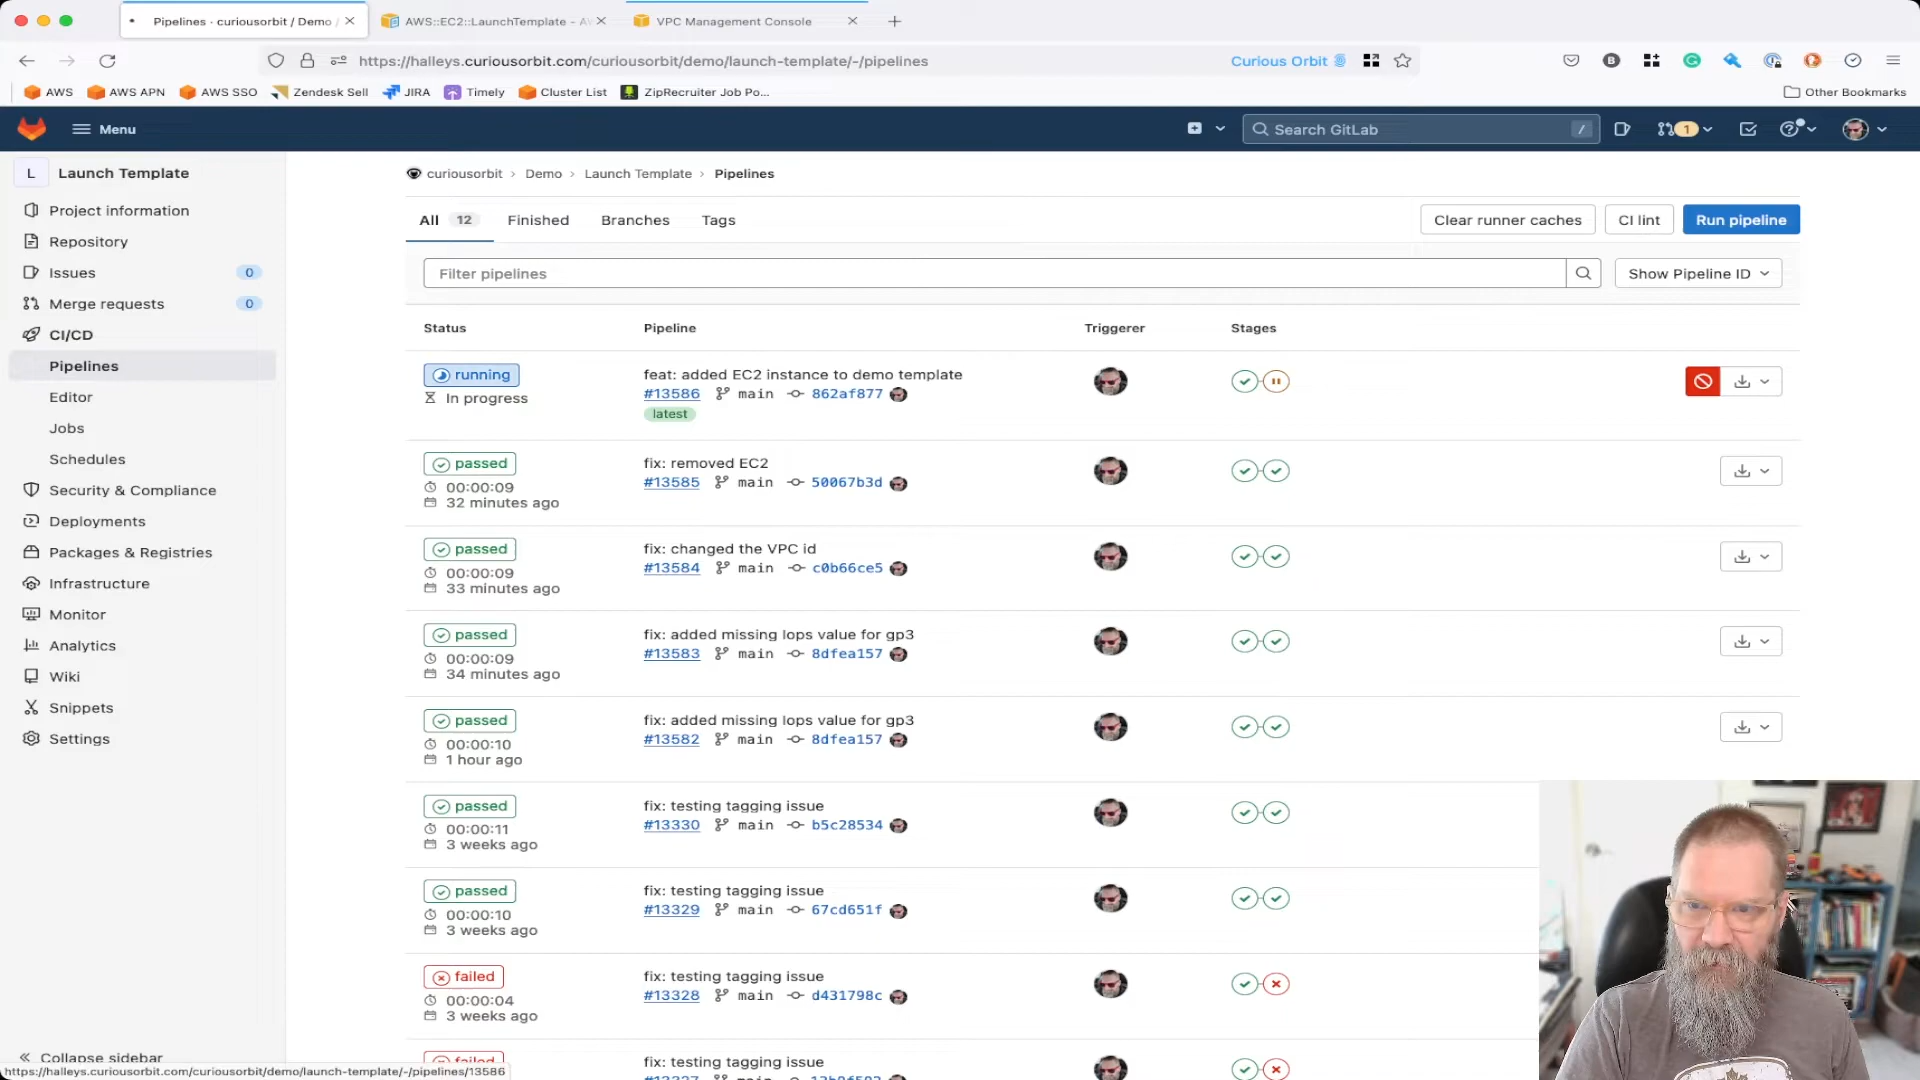 Pipelines · curiousorbit / Demo /
AWS::EC2::LaunchTemplate - A
VPC Management Console
https://halleys.curiousorbit.com/curiousorbit/demo/launch-template/-/pipelines
Curious Orbit
AWS
AWS APN
AWS SSO
Zendesk Sell
JIRA
Timely
Cluster List
ZipRecruiter Job Po...
Other Bookmarks
Menu
Search GitLab
/
1
L
Launch Template
Project information
Repository
Issues 0
Merge requests 0
CI/CD
Pipelines
Editor
Jobs
Schedules
Security & Compliance
Deployments
Packages & Registries
Infrastructure
Monitor
Analytics
Wiki
Snippets
Settings
Collapse sidebar
https://halleys.curiousorbit.com/curiousorbit/demo/launch-template/-/pipelines/13586
curiousorbit › Demo › Launch Template › Pipelines
All 12 Finished Branches Tags
Clear runner caches CI lint Run pipeline
Filter pipelines
Show Pipeline ID
Status Pipeline Triggerer Stages
running
In progress
feat: added EC2 instance to demo template
#13586 main 862af877
latest
passed
00:00:09
32 minutes ago
fix: removed EC2
#13585 main 50067b3d
passed
00:00:09
33 minutes ago
fix: changed the VPC id
#13584 main c0b66ce5
passed
00:00:09
34 minutes ago
fix: added missing Iops value for gp3
#13583 main 8dfea157
passed
00:00:10
1 hour ago
fix: added missing Iops value for gp3
#13582 main 8dfea157
passed
00:00:11
3 weeks ago
fix: testing tagging issue
#13330 main b5c28534
passed
00:00:10
3 weeks ago
fix: testing tagging issue
#13329 main 67cd651f
failed
00:00:04
3 weeks ago
fix: testing tagging issue
#13328 main d431798c
failed
fix: testing tagging issue
#13327 main